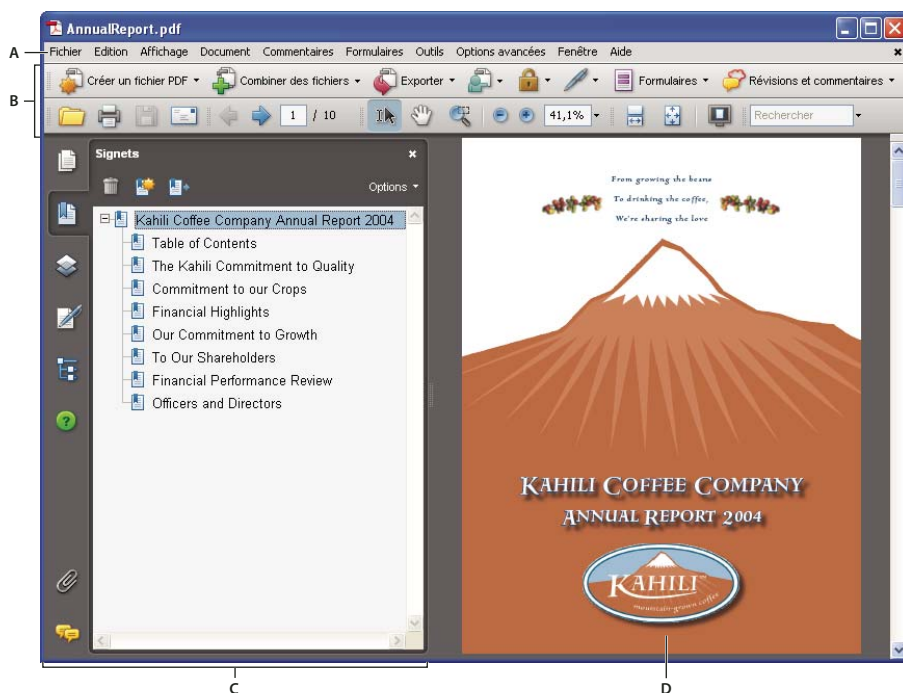 AnnualReport.pdf
A
Fichier Edition Affichage Document Commentaires Formulaires Outils Options avancées Fenêtre Aide
B
Créer un fichier PDF Combiner des fichiers Exporter Formulaires Révisions et commentaires
1 / 10 41,1% Rechercher
Signets
Options
Kahili Coffee Company Annual Report 2004
Table of Contents
The Kahili Commitment to Quality
Commitment to our Crops
Financial Highlights
Our Commitment to Growth
To Our Shareholders
Financial Performance Review
Officers and Directors
From growing the beans
To drinking the coffee,
We're sharing the love
KAHILI COFFEE COMPANY
ANNUAL REPORT 2004
KAHILI
mountain-grown coffee
C
D